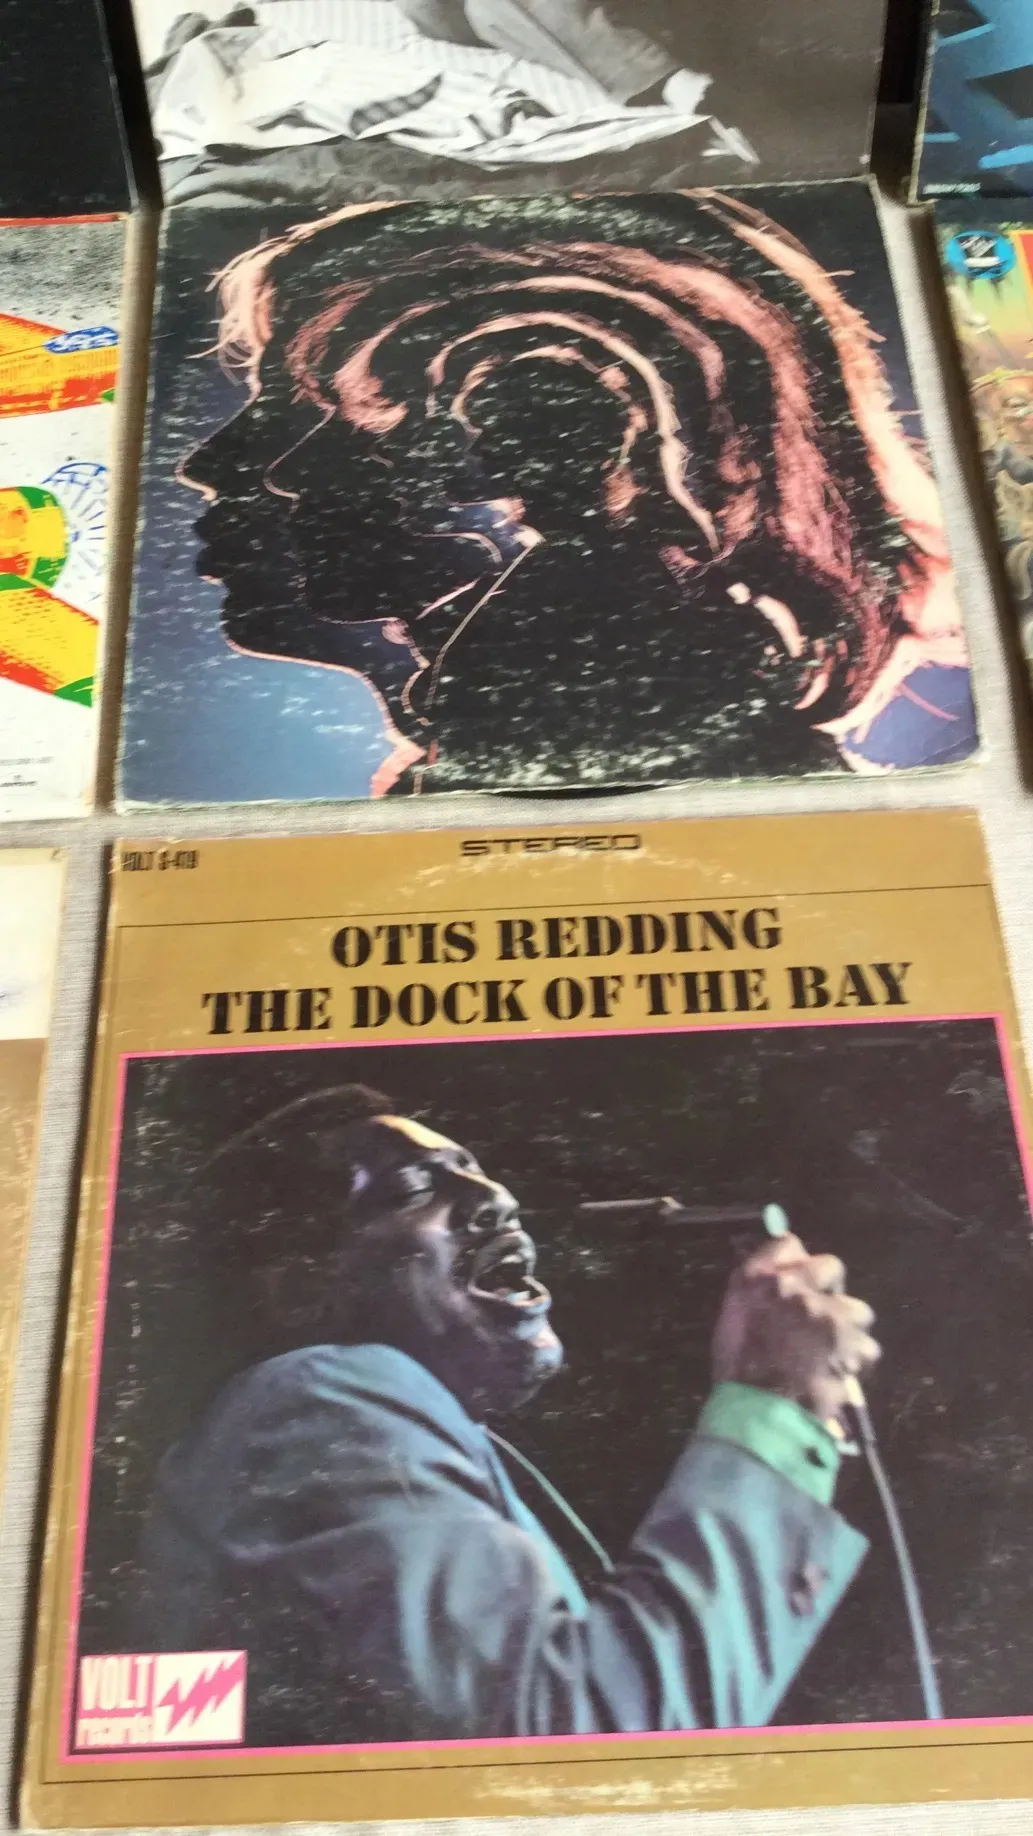 VOLT S-419
STEREO
OTIS REDDING
THE DOCK OF THE BAY
VOLT
records